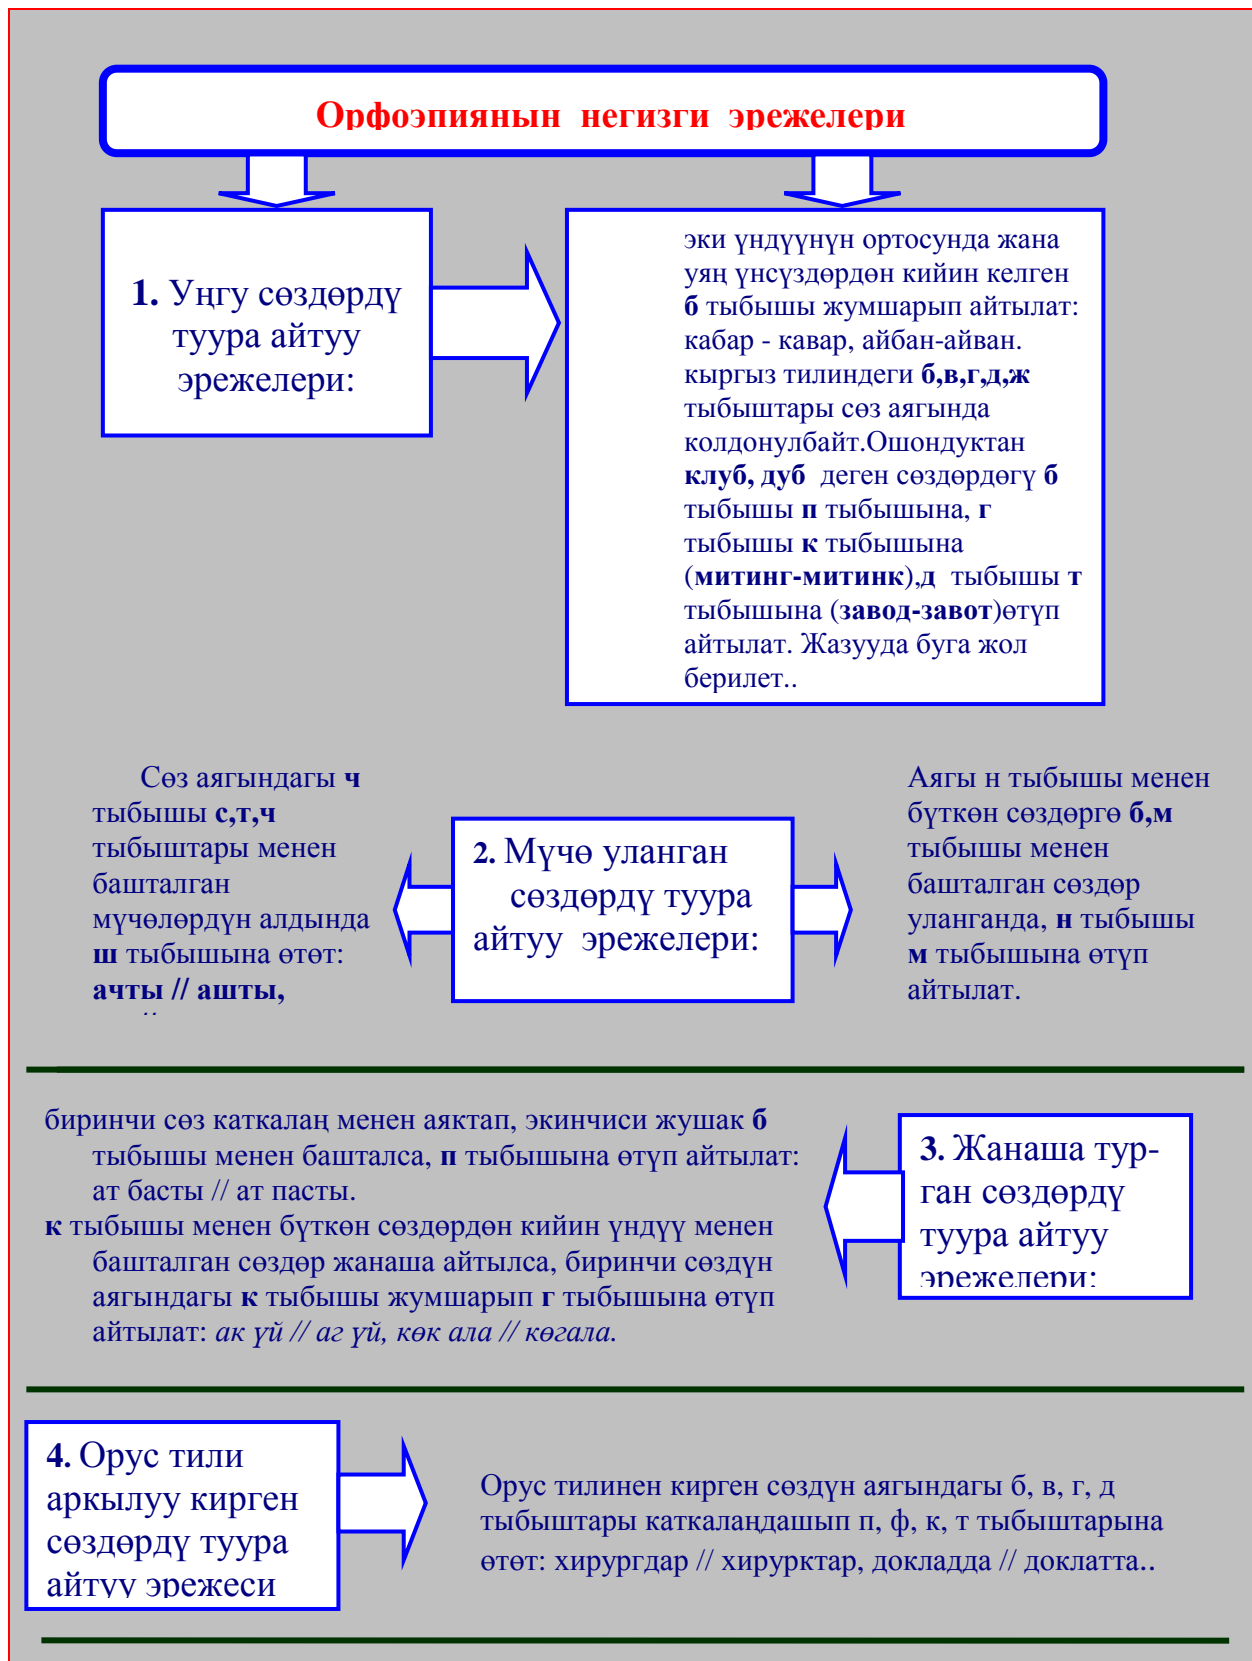 Орфоэпиянын негизги эрежелери
1. Уңгу сөздөрдү
туура айтуу
эрежелери:
эки үндүүнүн ортосунда жана
уяң үнсүздөрдөн кийин келген
б тыбышы жумшарып айтылат:
кабар - кавар, айбан-айван.
кыргыз тилиндеги б,в,г,д,ж
тыбыштары сөз аягында
колдонулбайт.Ошондуктан
клуб, дуб деген сөздөрдөгү б
тыбышы п тыбышына, г
тыбышы к тыбышына
(митинг-митинк),д тыбышы т
тыбышына (завод-завот)өтүп
айтылат. Жазууда буга жол
берилет..
Сөз аягындагы ч
тыбышы с,т,ч
тыбыштары менен
башталган
мүчөлөрдүн алдында
ш тыбышына өтөт:
ачты // ашты,
2. Мүчө уланган
сөздөрдү туура
айтуу эрежелери:
Аягы н тыбышы менен
бүткөн сөздөргө б,м
тыбышы менен
башталган сөздөр
уланганда, н тыбышы
м тыбышына өтүп
айтылат.
биринчи сөз каткалаң менен аяктап, экинчиси жушак б
тыбышы менен башталса, п тыбышына өтүп айтылат:
ат басты // ат пасты.
к тыбышы менен бүткөн сөздөрдөн кийин үндүү менен
башталган сөздөр жанаша айтылса, биринчи сөздүн
аягындагы к тыбышы жумшарып г тыбышына өтүп
айтылат: ак үй // аг үй, көк ала // көгала.
3. Жанаша тур-
ган сөздөрдү
туура айтуу
эрежелери:
4. Орус тили
аркылуу кирген
сөздөрдү туура
айтуу эрежеси
Орус тилинен кирген сөздүн аягындагы б, в, г, д
тыбыштары каткалаңдашып п, ф, к, т тыбыштарына
өтөт: хирургдар // хирурктар, докладда // доклатта..